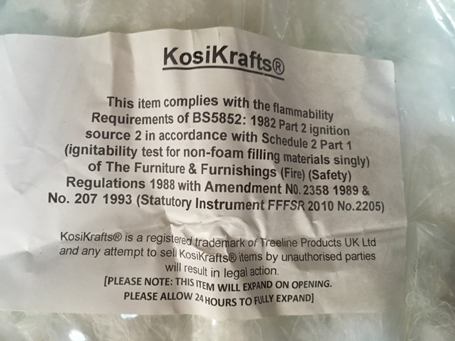 KosiKrafts®
This item complies with the flammability
Requirements of BS5852: 1982 Part 2 ignition
source 2 in accordance with Schedule 2 Part 1
(ignitability test for non-foam filling materials singly)
of The Furniture & Furnishings (Fire) (Safety)
Regulations 1988 with Amendment N0. 2358 1989 &
No. 207 1993 (Statutory Instrument FFFSR 2010 No.2205)
KosiKrafts® is a registered trademark of Treeline Products UK Ltd
and any attempt to sell KosiKrafts® items by unauthorised parties
will result in legal action.
[PLEASE NOTE: THIS ITEM WILL EXPAND ON OPENING.
PLEASE ALLOW 24 HOURS TO FULLY EXPAND]